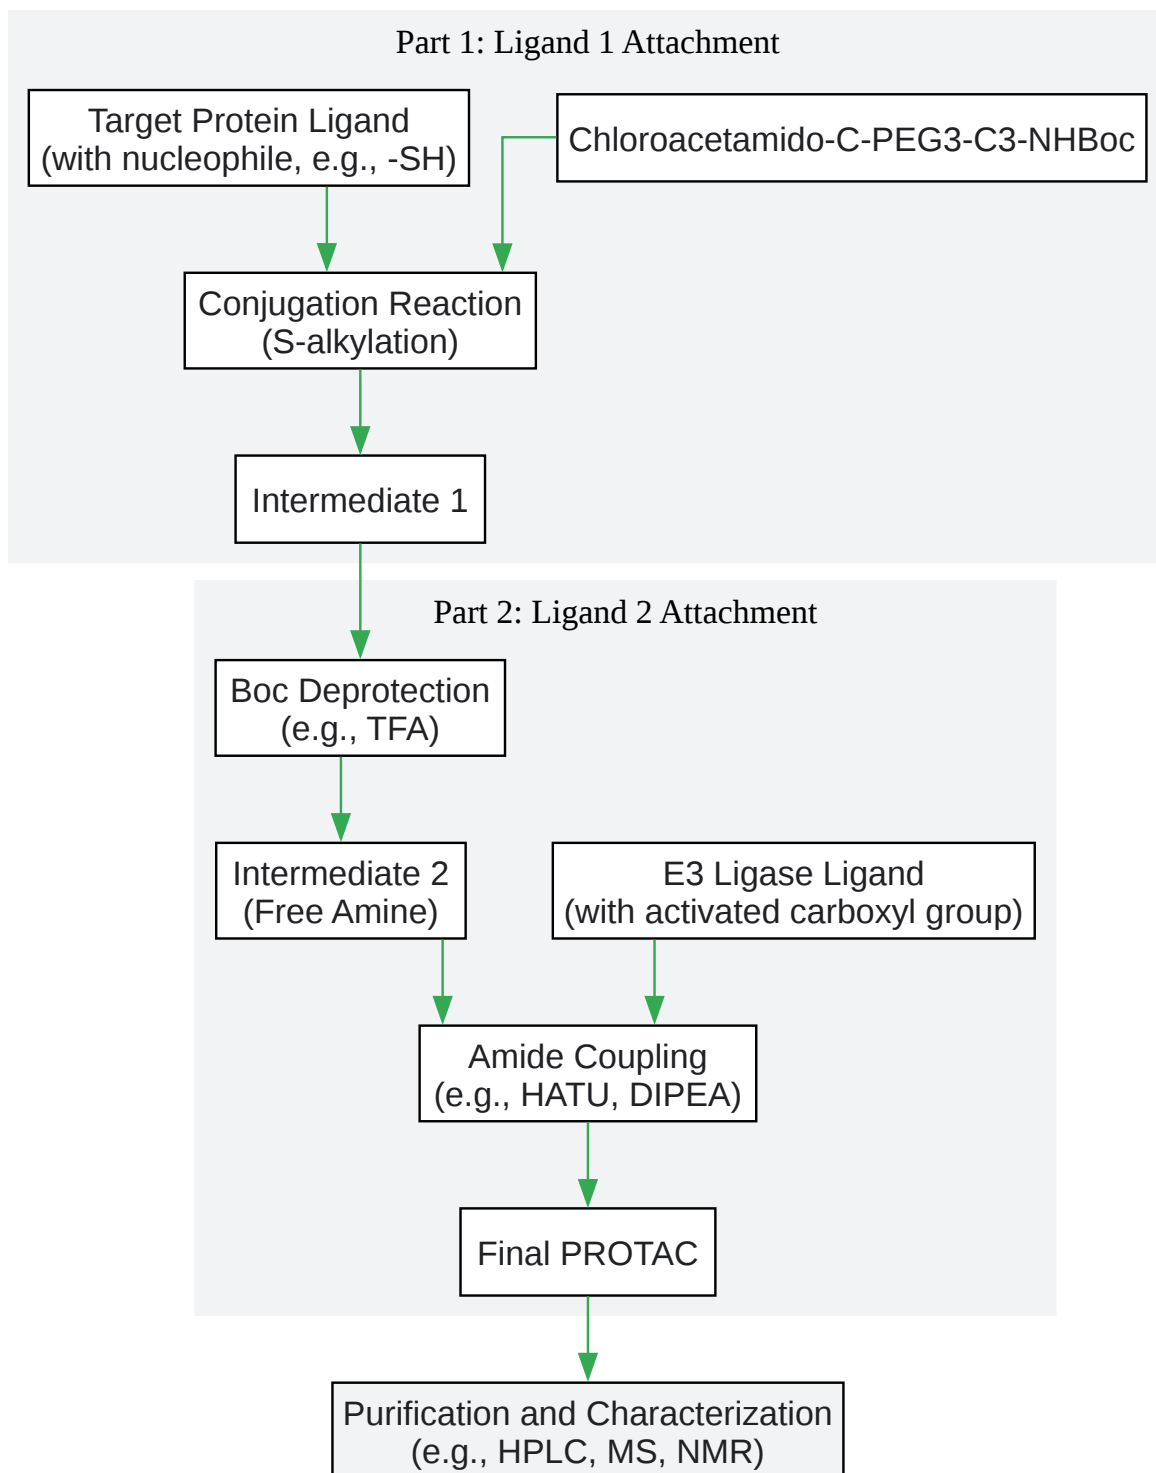 Part 1: Ligand 1 Attachment
Target Protein Ligand
(with nucleophile, e.g., -SH)
Chloroacetamido-C-PEG3-C3-NHBoc
Conjugation Reaction
(S-alkylation)
Intermediate 1
Part 2: Ligand 2 Attachment
Boc Deprotection
(e.g., TFA)
Intermediate 2
(Free Amine)
E3 Ligase Ligand
(with activated carboxyl group)
Amide Coupling
(e.g., HATU, DIPEA)
Final PROTAC
Purification and Characterization
(e.g., HPLC, MS, NMR)